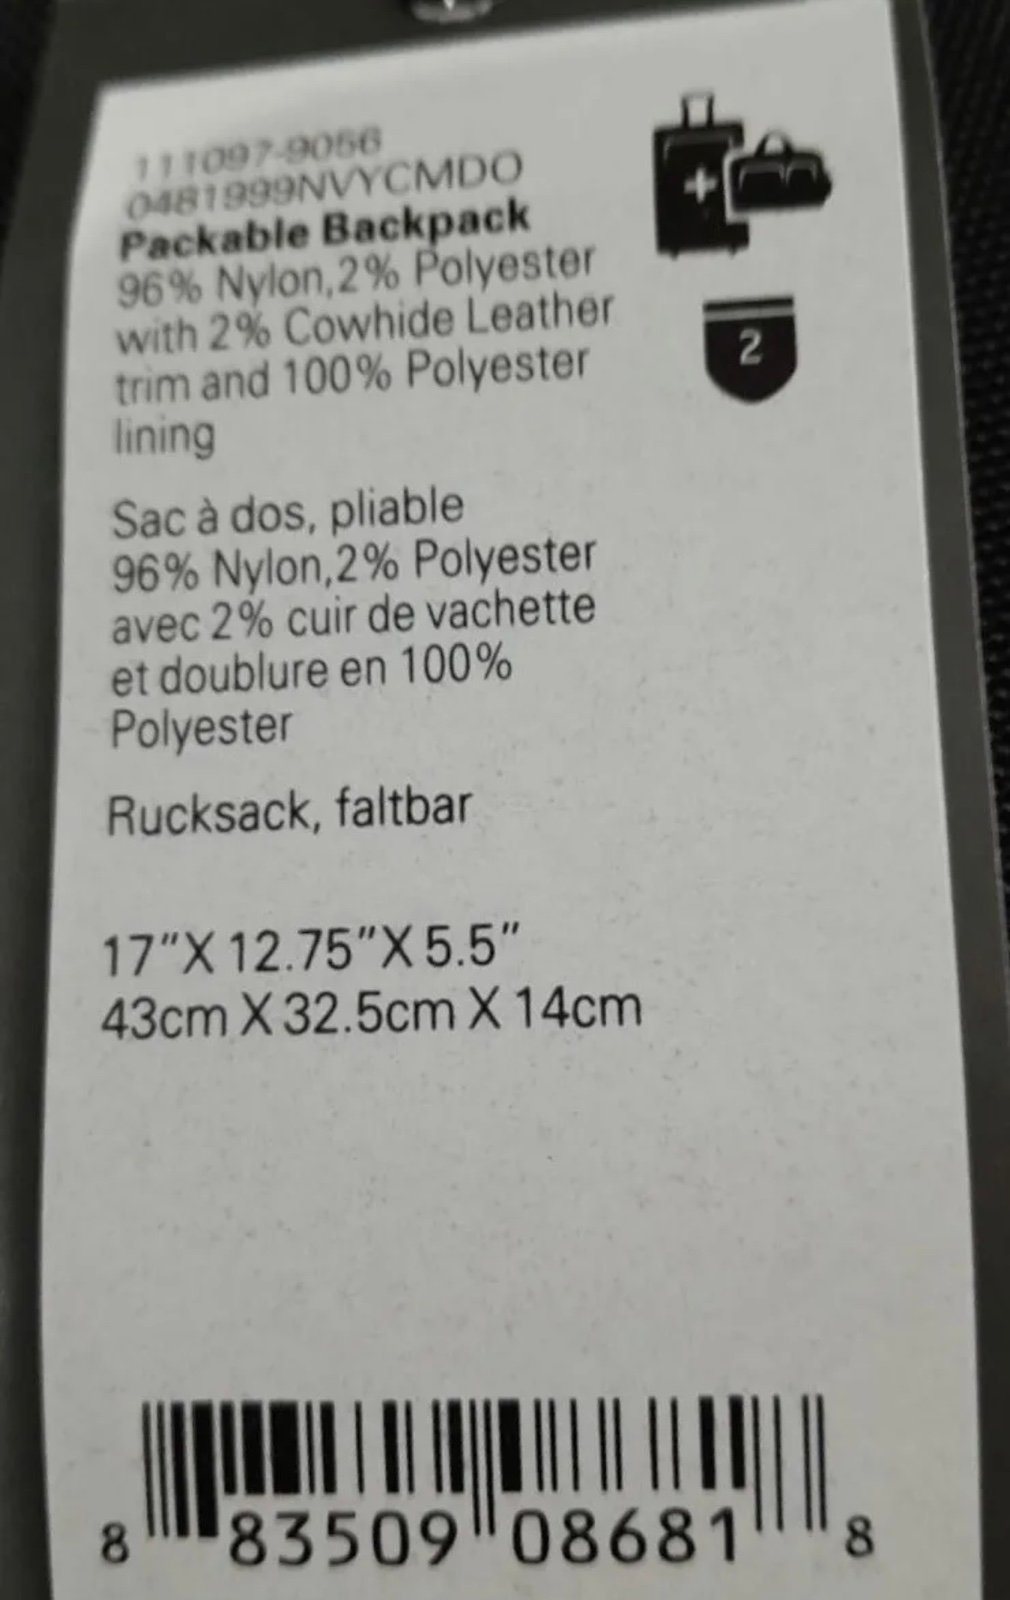 111097-9056
0481999NVYCMDO
Packable Backpack
96% Nylon,2% Polyester
with 2% Cowhide Leather
trim and 100% Polyester
lining
2
Sac à dos, pliable
96% Nylon,2% Polyester
avec 2% cuir de vachette
et doublure en 100%
Polyester
Rucksack, faltbar
17"X 12.75"X 5.5"
43cm X 32.5cm X 14cm
8 83509 08681 8